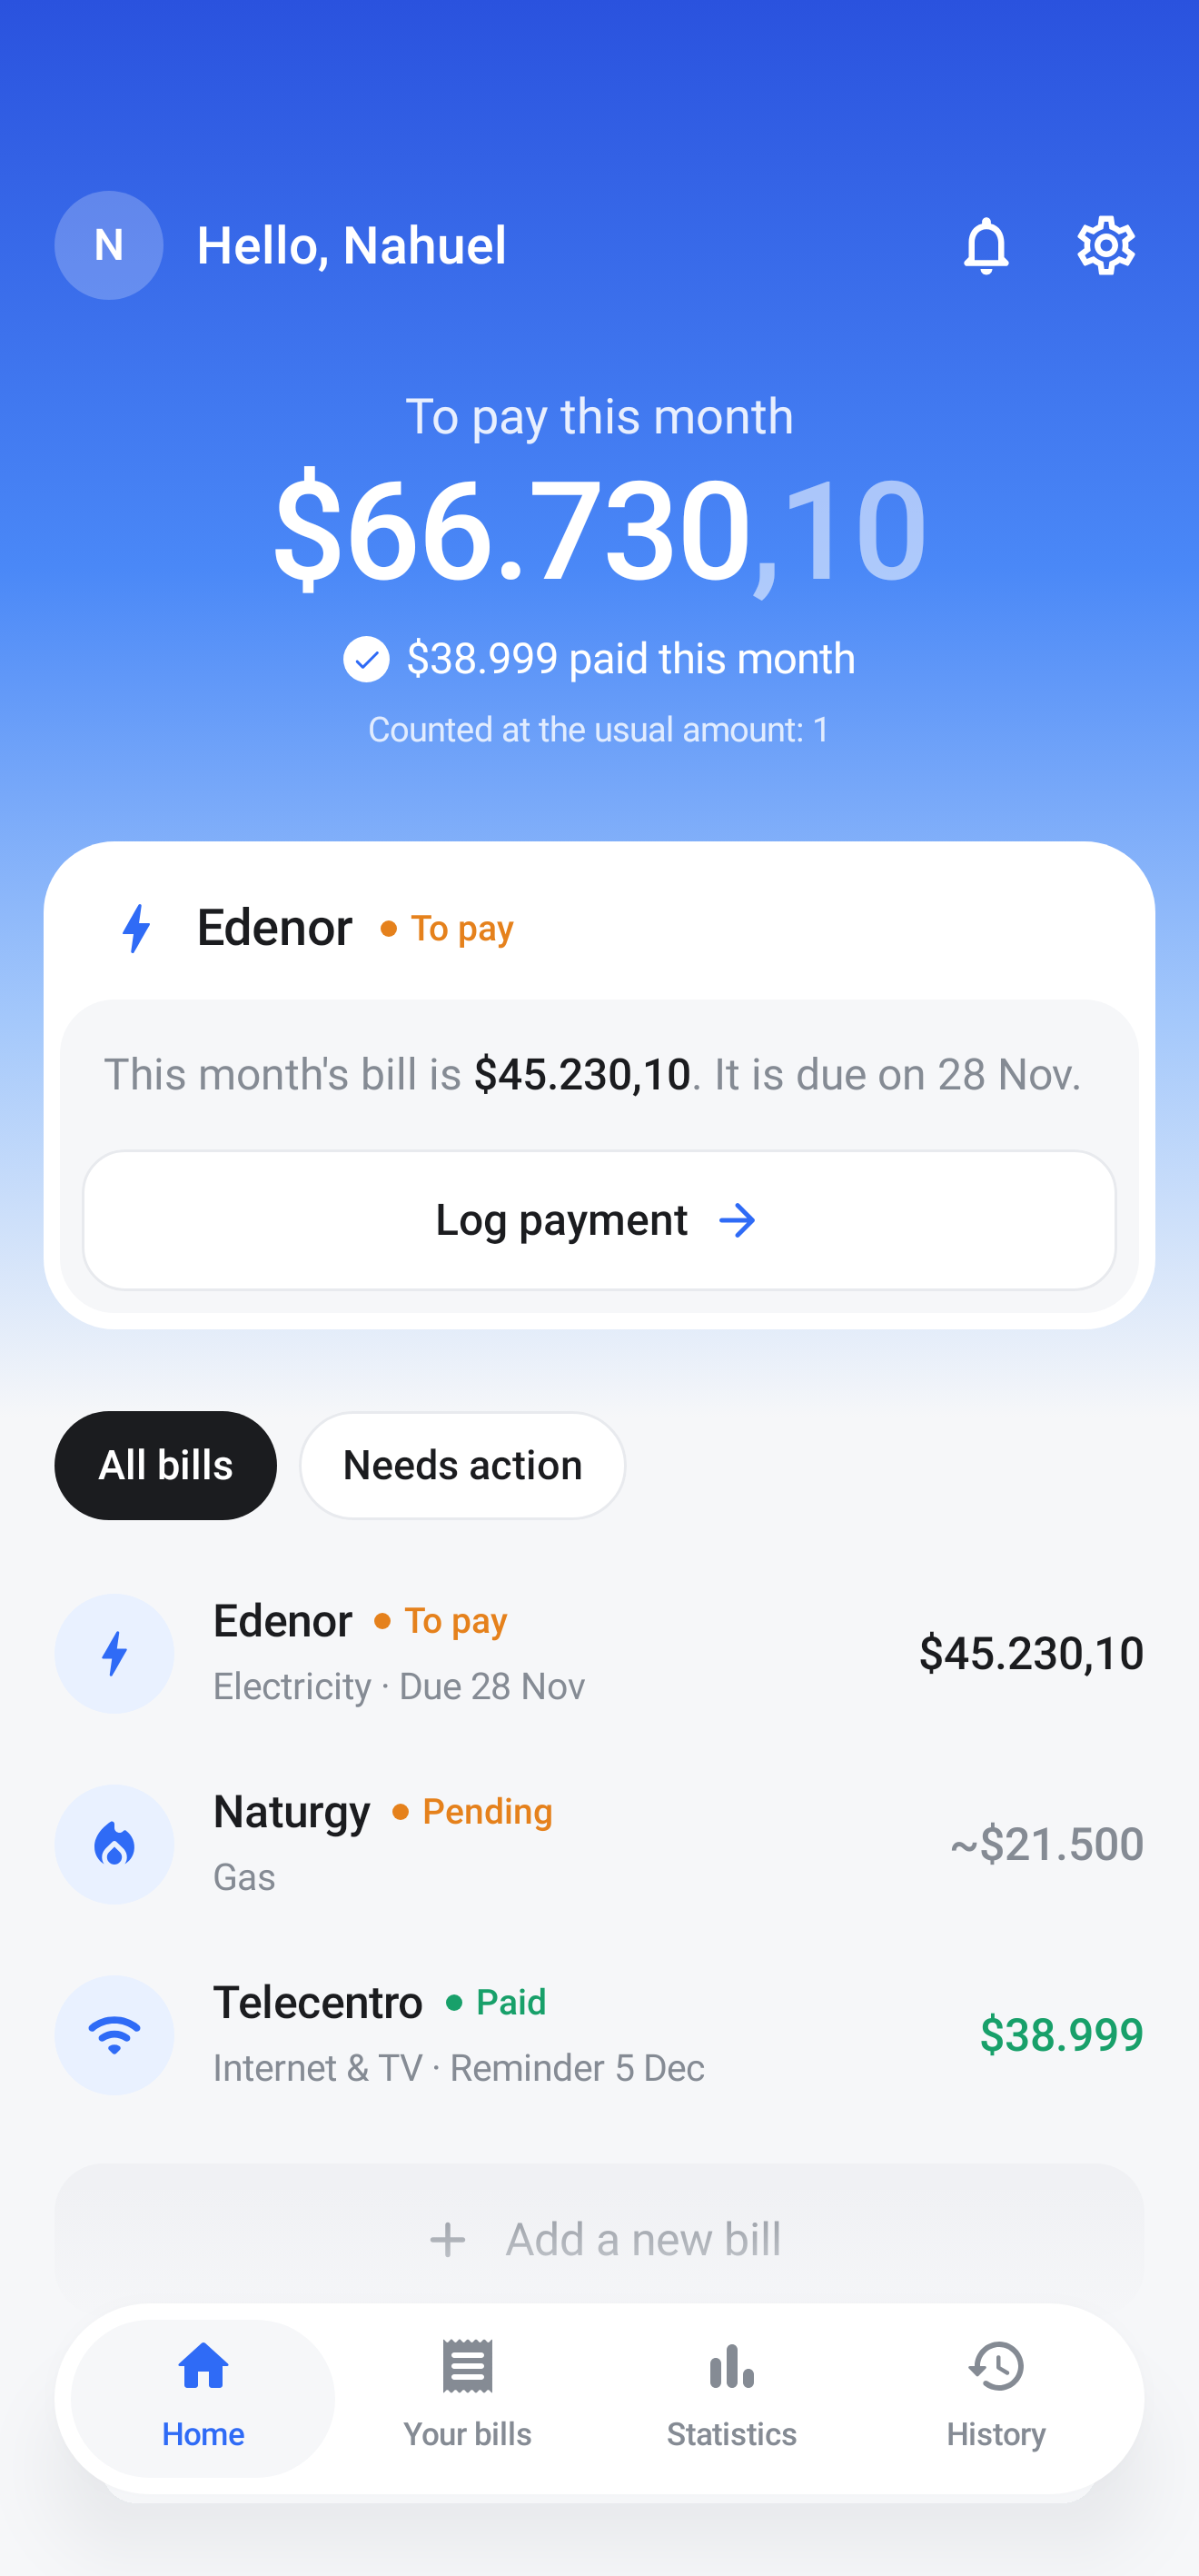 N
Hello, Nahuel
To pay this month
$66.730,10
$38.999 paid this month
Counted at the usual amount: 1
Edenor • To pay
This month's bill is $45.230,10. It is due on 28 Nov.
Log payment →
All bills
Needs action
Edenor • To pay
Electricity · Due 28 Nov
$45.230,10
Naturgy • Pending
Gas
~$21.500
Telecentro • Paid
Internet & TV · Reminder 5 Dec
$38.999
+ Add a new bill
Home
Your bills
Statistics
History